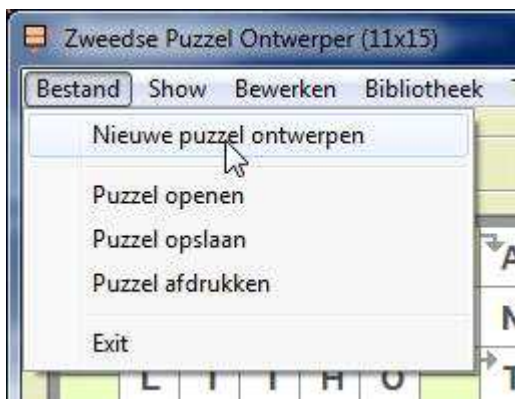 Zweedse Puzzel Ontwerper (11x15)
Bestand Show Bewerken Bibliotheek
Nieuwe puzzel ontwerpen
Puzzel openen
Puzzel opslaan
Puzzel afdrukken
Exit
A
N
L I T H O T